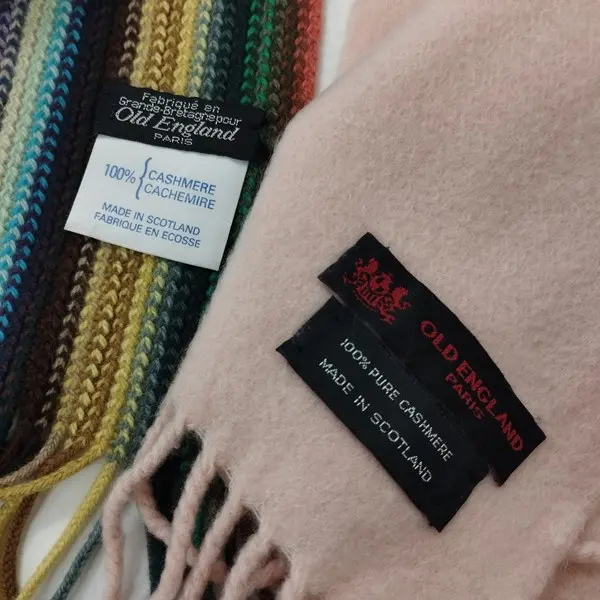 Fabriqué en
Grande-Bretagne pour
Old England
PARIS
100% { CASHMERE
CACHEMIRE
MADE IN SCOTLAND
FABRIQUE EN ECOSSE
OLD ENGLAND
PARIS
100% PURE CASHMERE
MADE IN SCOTLAND